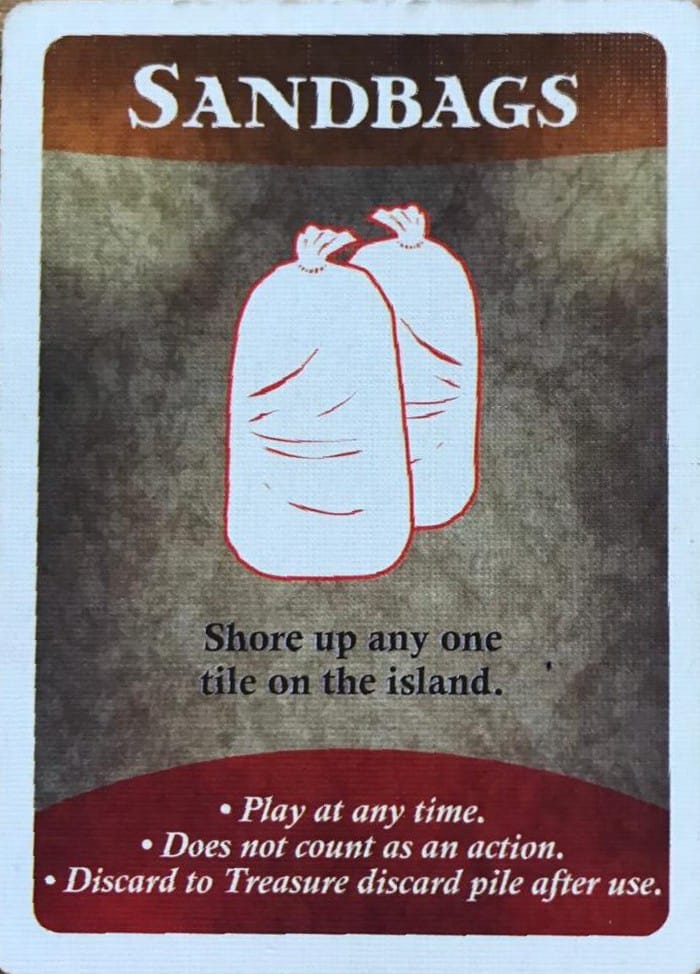 SANDBAGS
Shore up any one
tile on the island.
• Play at any time.
• Does not count as an action.
• Discard to Treasure discard pile after use.